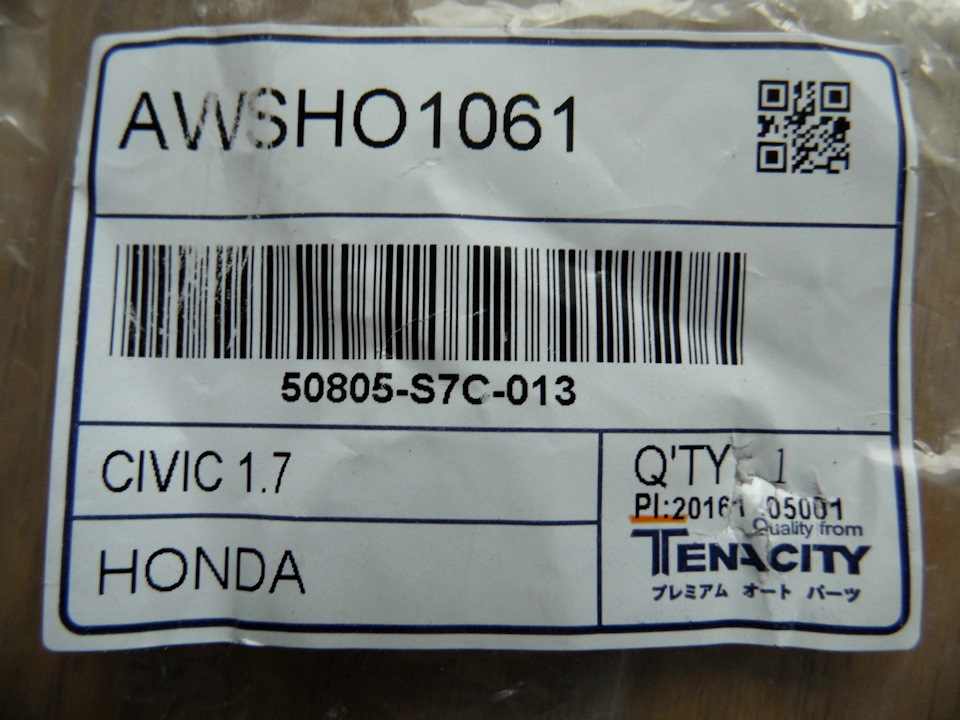 AWSHO1061
50805-S7C-013
CIVIC 1.7
Q'TY 1
Quality from
TENACITY
プレミアム オート パーツ
HONDA